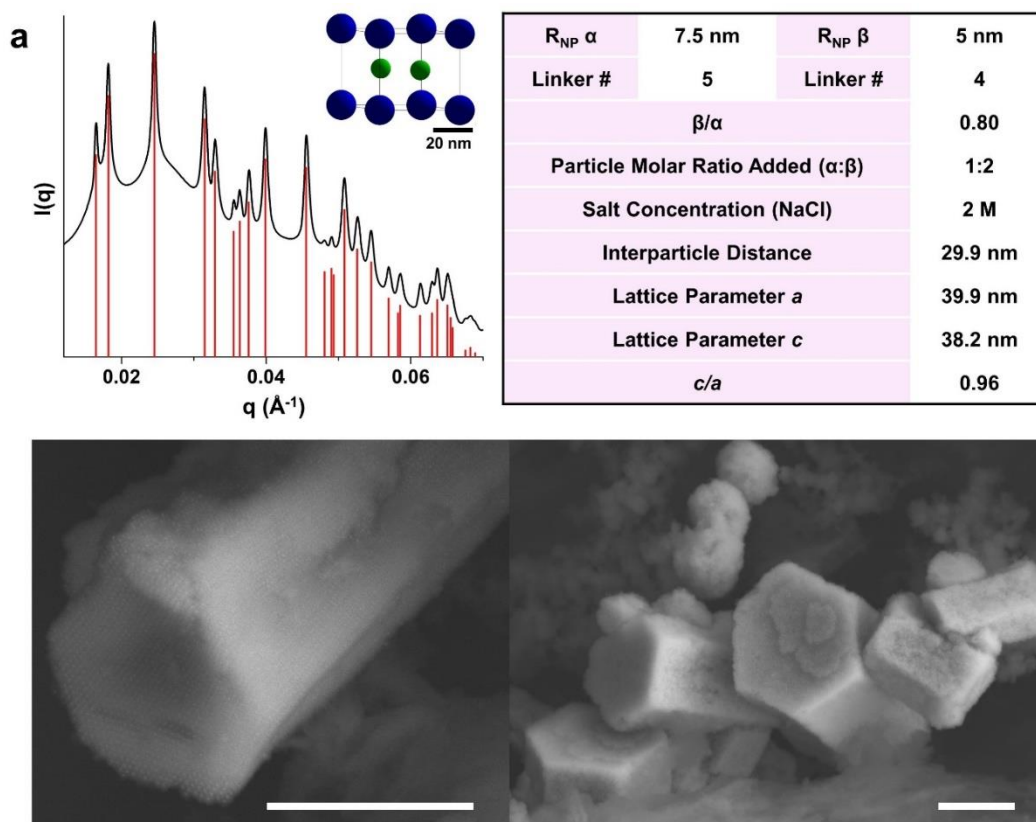 a
20 nm
I(q)
0.02 0.04 0.06
q (Å⁻¹)
R_NP α 7.5 nm R_NP β 5 nm
Linker # 5 Linker # 4
β/α 0.80
Particle Molar Ratio Added (α:β) 1:2
Salt Concentration (NaCl) 2 M
Interparticle Distance 29.9 nm
Lattice Parameter a 39.9 nm
Lattice Parameter c 38.2 nm
c/a 0.96